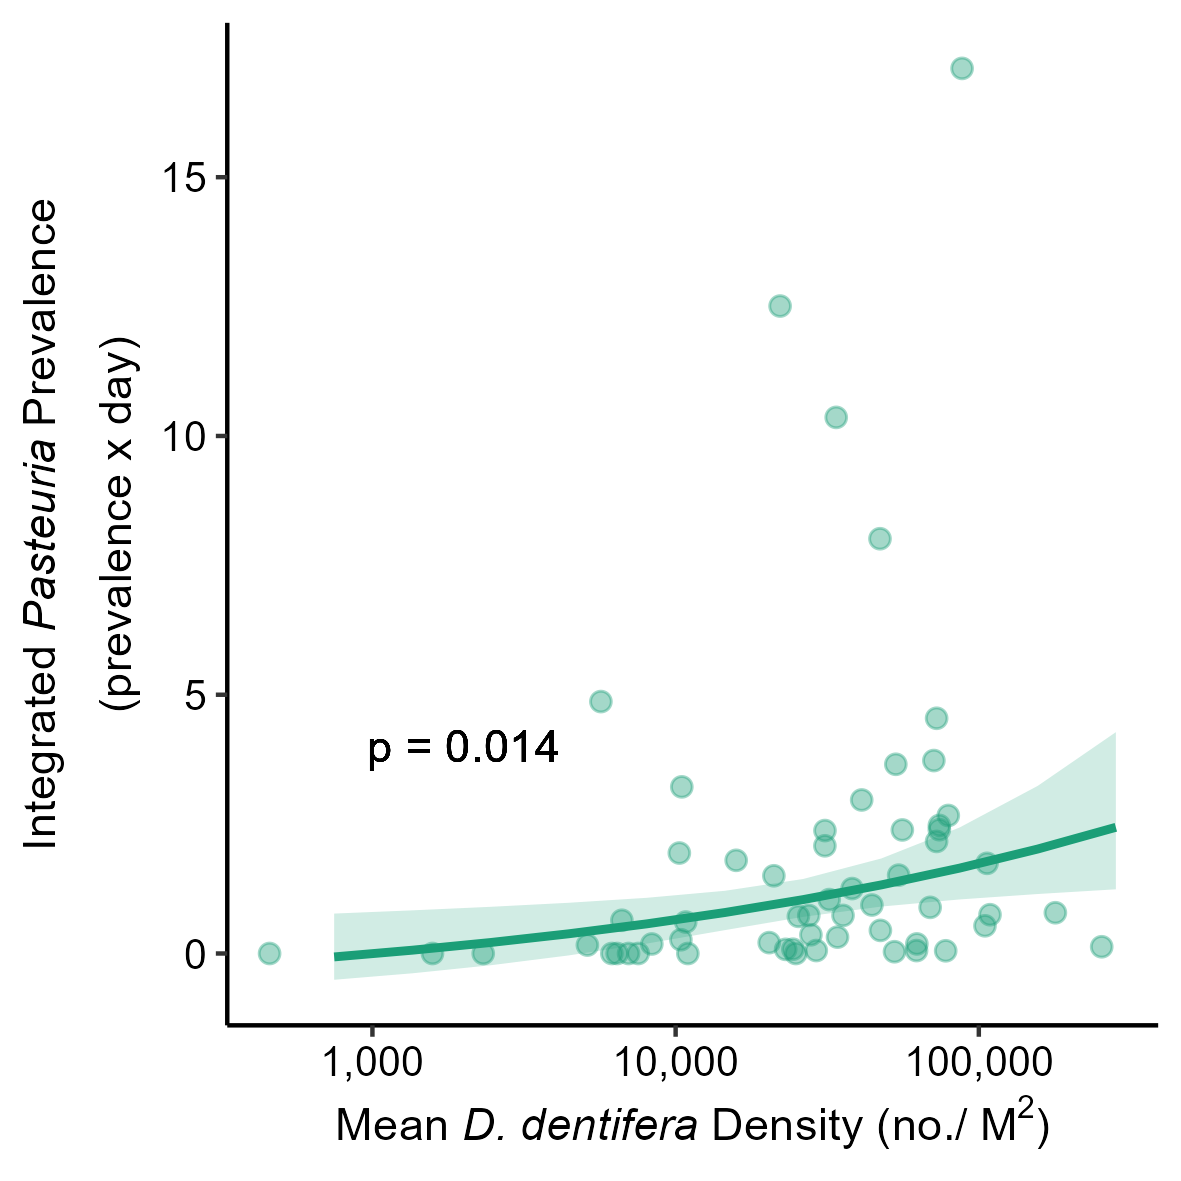 Integrated Pasteuria Prevalence
(prevalence x day)
15
10
5
0
p = 0.014
1,000 10,000 100,000
Mean D. dentifera Density (no./ M²)